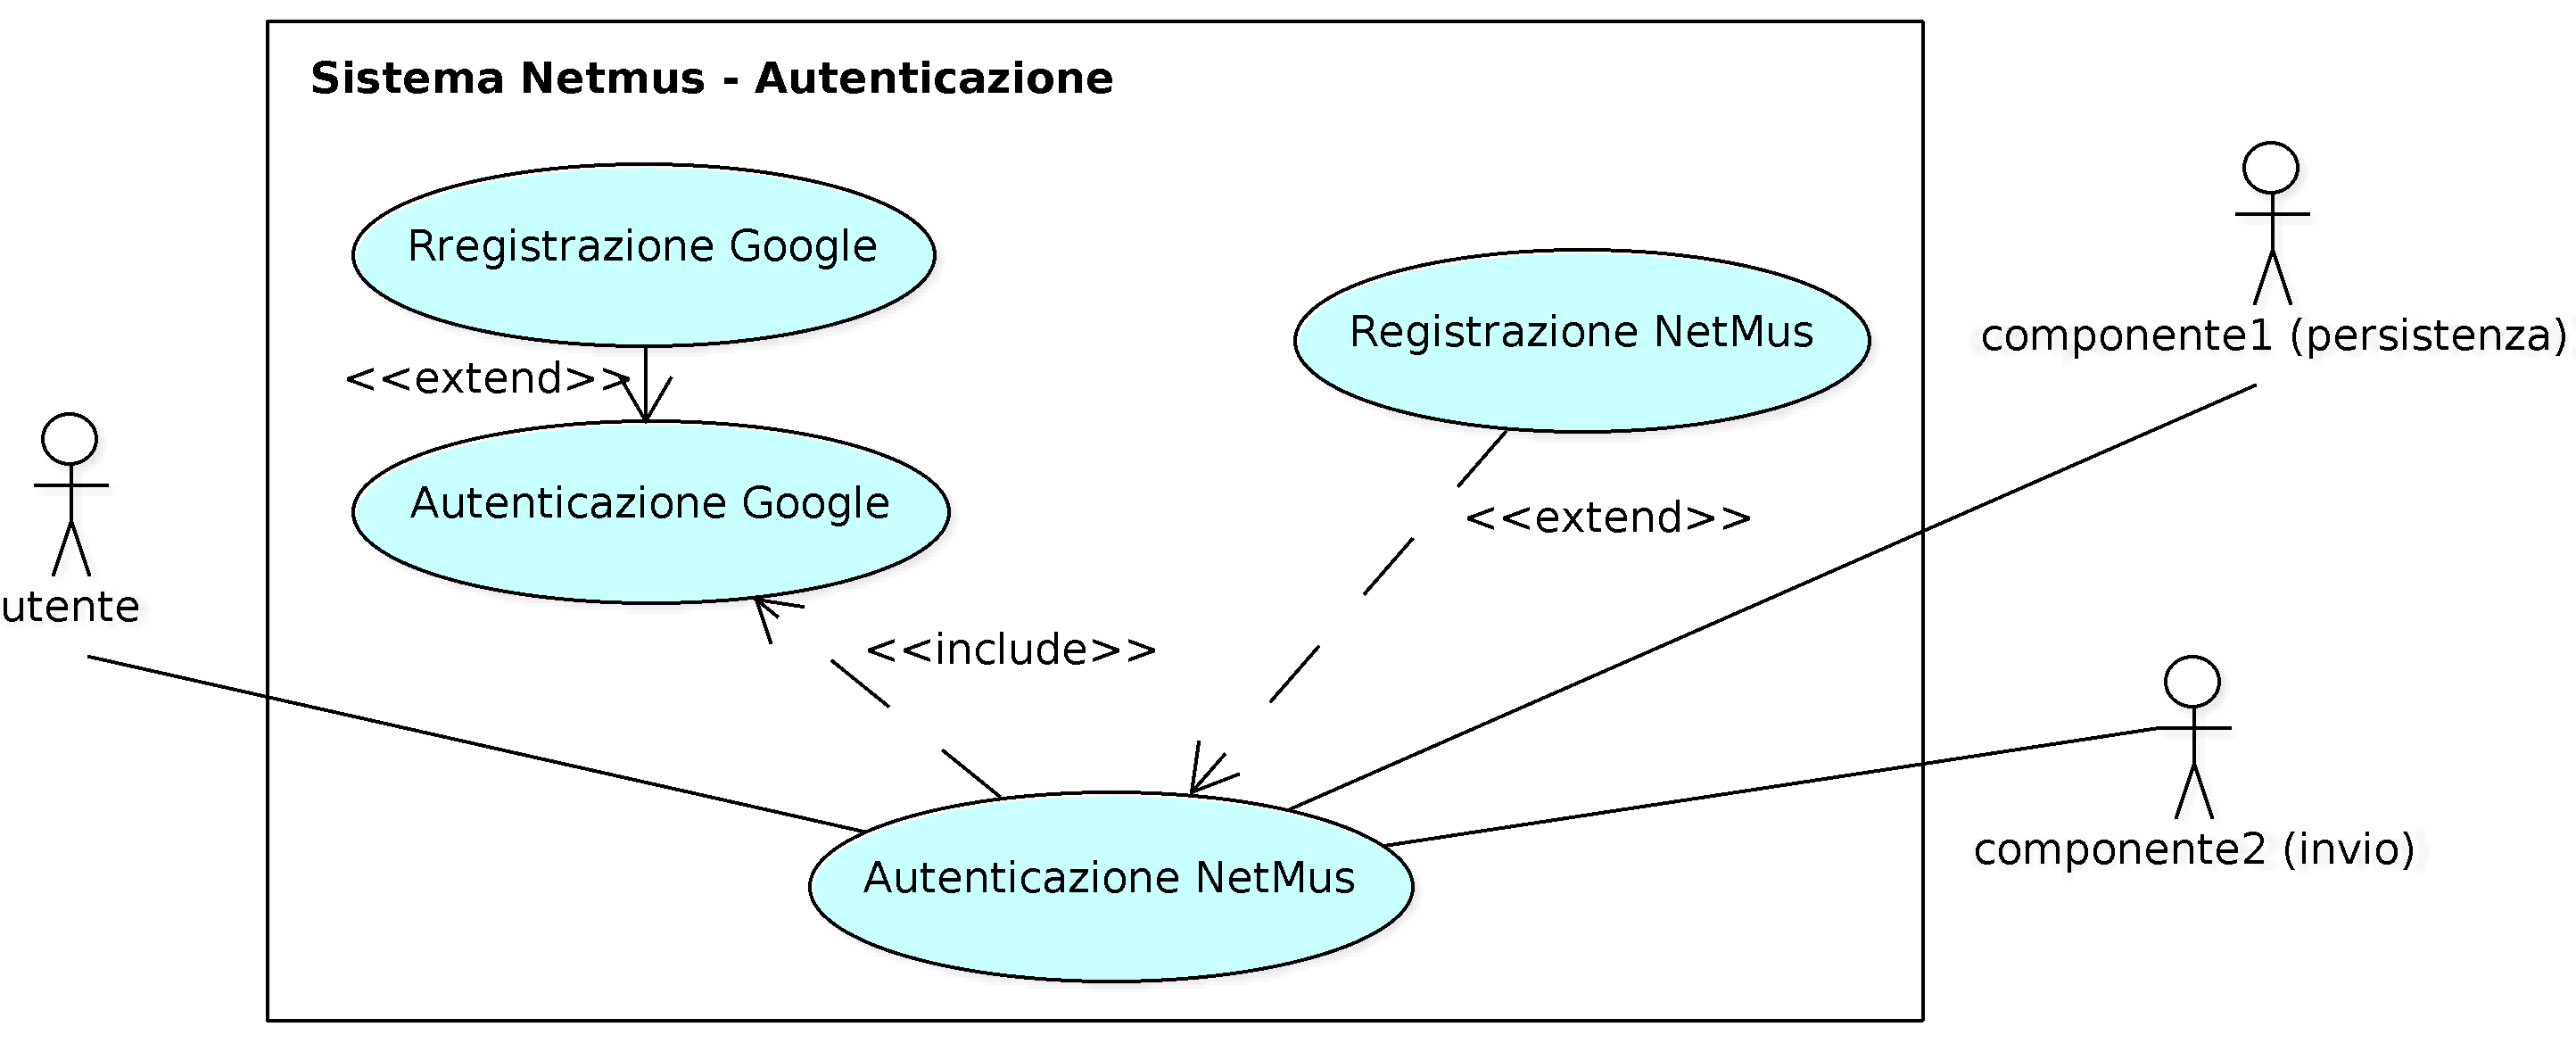 Sistema Netmus - Autenticazione
Rregistrazione Google
Registrazione NetMus
componente1 (persistenza)
<<extend>>
Autenticazione Google
<<extend>>
utente
<<include>>
componente2 (invio)
Autenticazione NetMus